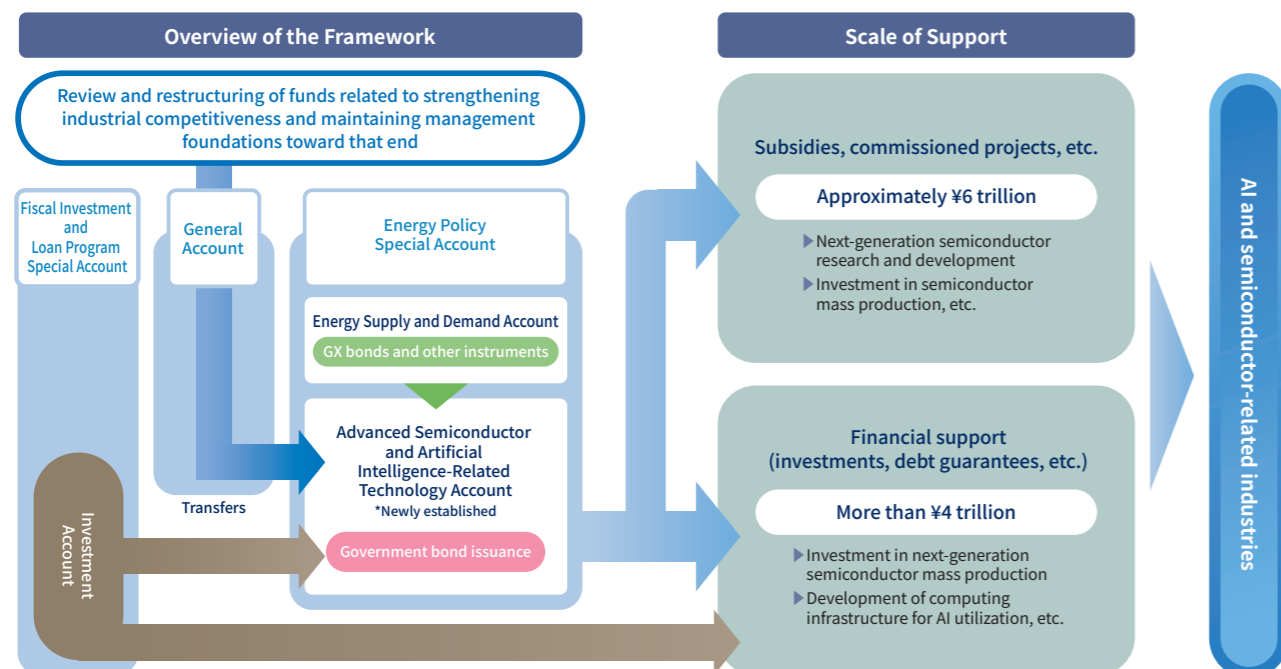 Overview of the Framework
Review and restructuring of funds related to strengthening
industrial competitiveness and maintaining management
foundations toward that end
Fiscal Investment
and
Loan Program
Special Account
General
Account
Energy Policy
Special Account
Energy Supply and Demand Account
GX bonds and other instruments
Advanced Semiconductor
and Artificial
Intelligence-Related
Technology Account
*Newly established
Government bond issuance
Transfers
Investment
Account
Scale of Support
Subsidies, commissioned projects, etc.
Approximately ¥6 trillion
Next-generation semiconductor
research and development
Investment in semiconductor
mass production, etc.
Financial support
(investments, debt guarantees, etc.)
More than ¥4 trillion
Investment in next-generation
semiconductor mass production
Development of computing
infrastructure for AI utilization, etc.
AI and semiconductor-related industries